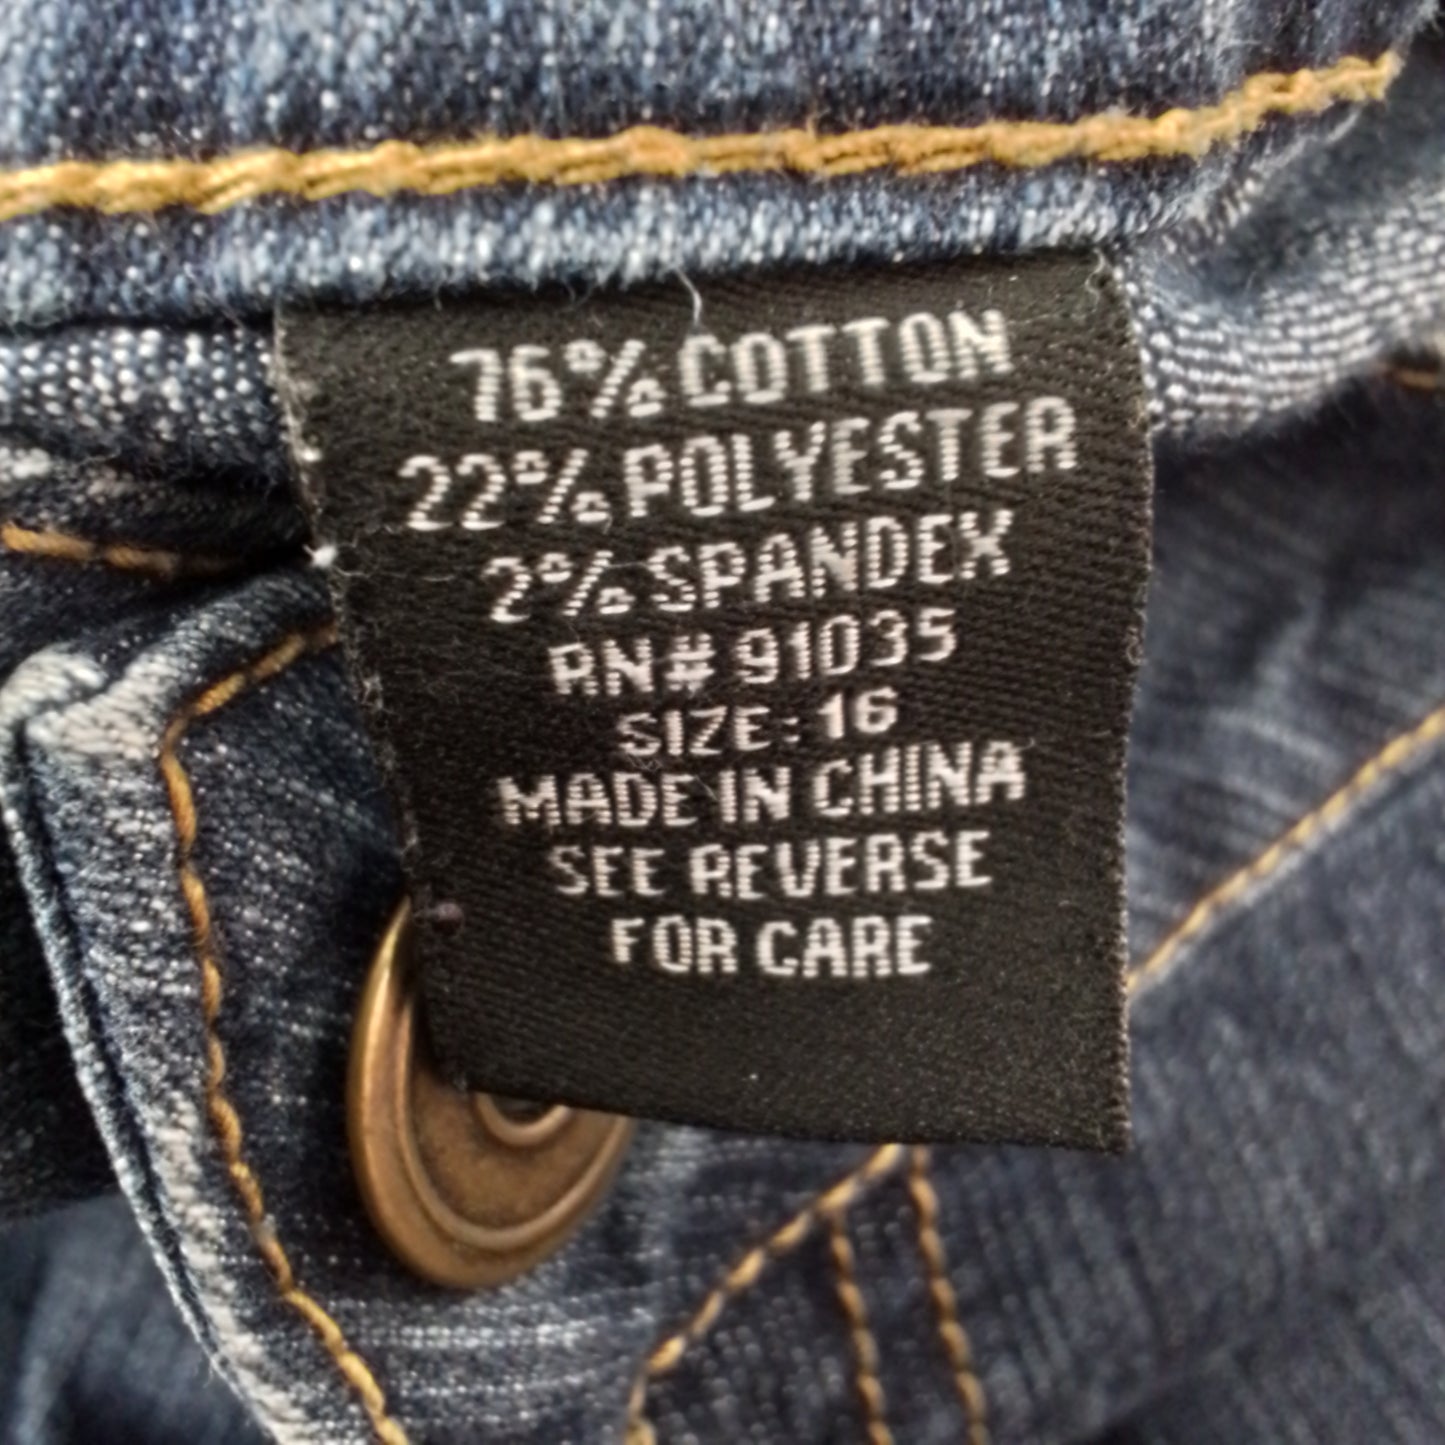 76% COTTON
22% POLYESTER
2% SPANDEX
RN# 91035
SIZE: 16
MADE IN CHINA
SEE REVERSE
FOR CARE